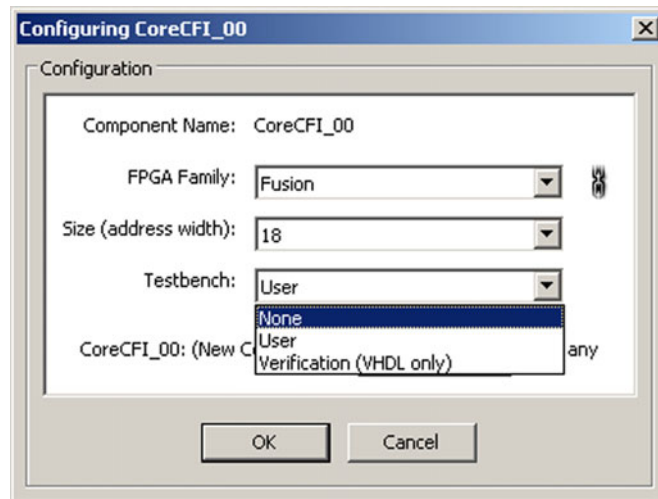 Configuring CoreCFI_00
Configuration
Component Name: CoreCFI_00
FPGA Family: Fusion
Size (address width): 18
Testbench: User
None
User
Verification (VHDL only)
CoreCFI_00: (New any
OK Cancel